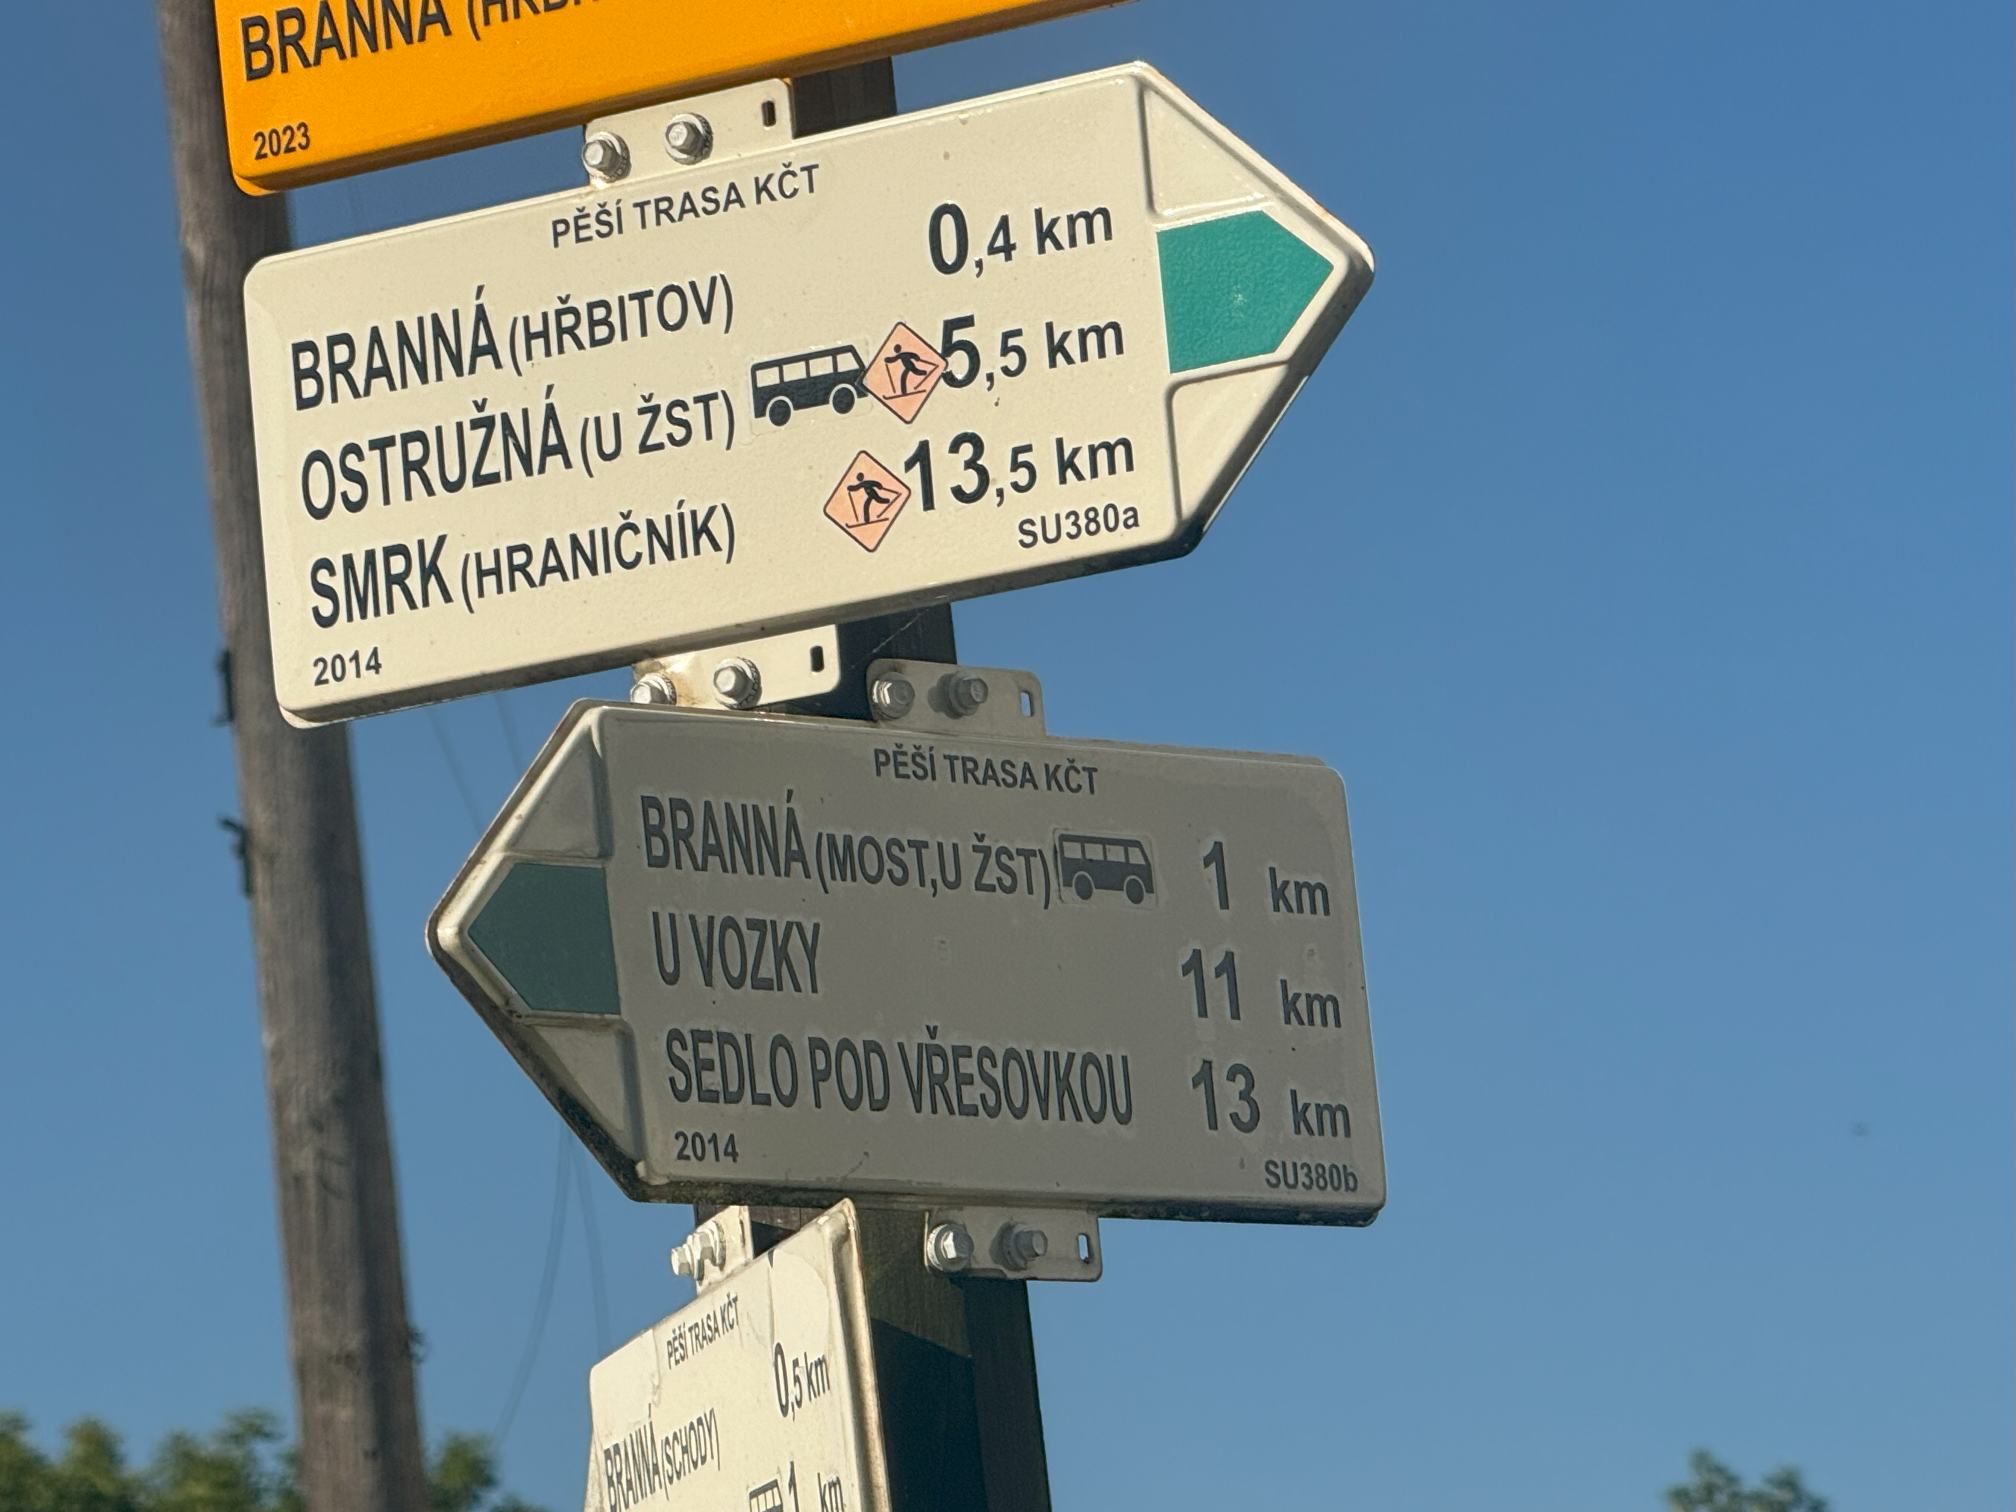 BRANNÁ
2023
PĚŠÍ TRASA KČT
BRANNÁ (HŘBITOV) 0,4 km
OSTRUŽNÁ (U ŽST) 5,5 km
SMRK (HRANIČNÍK) 13,5 km
2014 SU380a
PĚŠÍ TRASA KČT
BRANNÁ (MOST,U ŽST) 1 km
U VOZKY 11 km
SEDLO POD VŘESOVKOU 13 km
2014 SU380b
PĚŠÍ TRASA KČT
BRANNÁ (SCHODY) 0,5 km
1 km